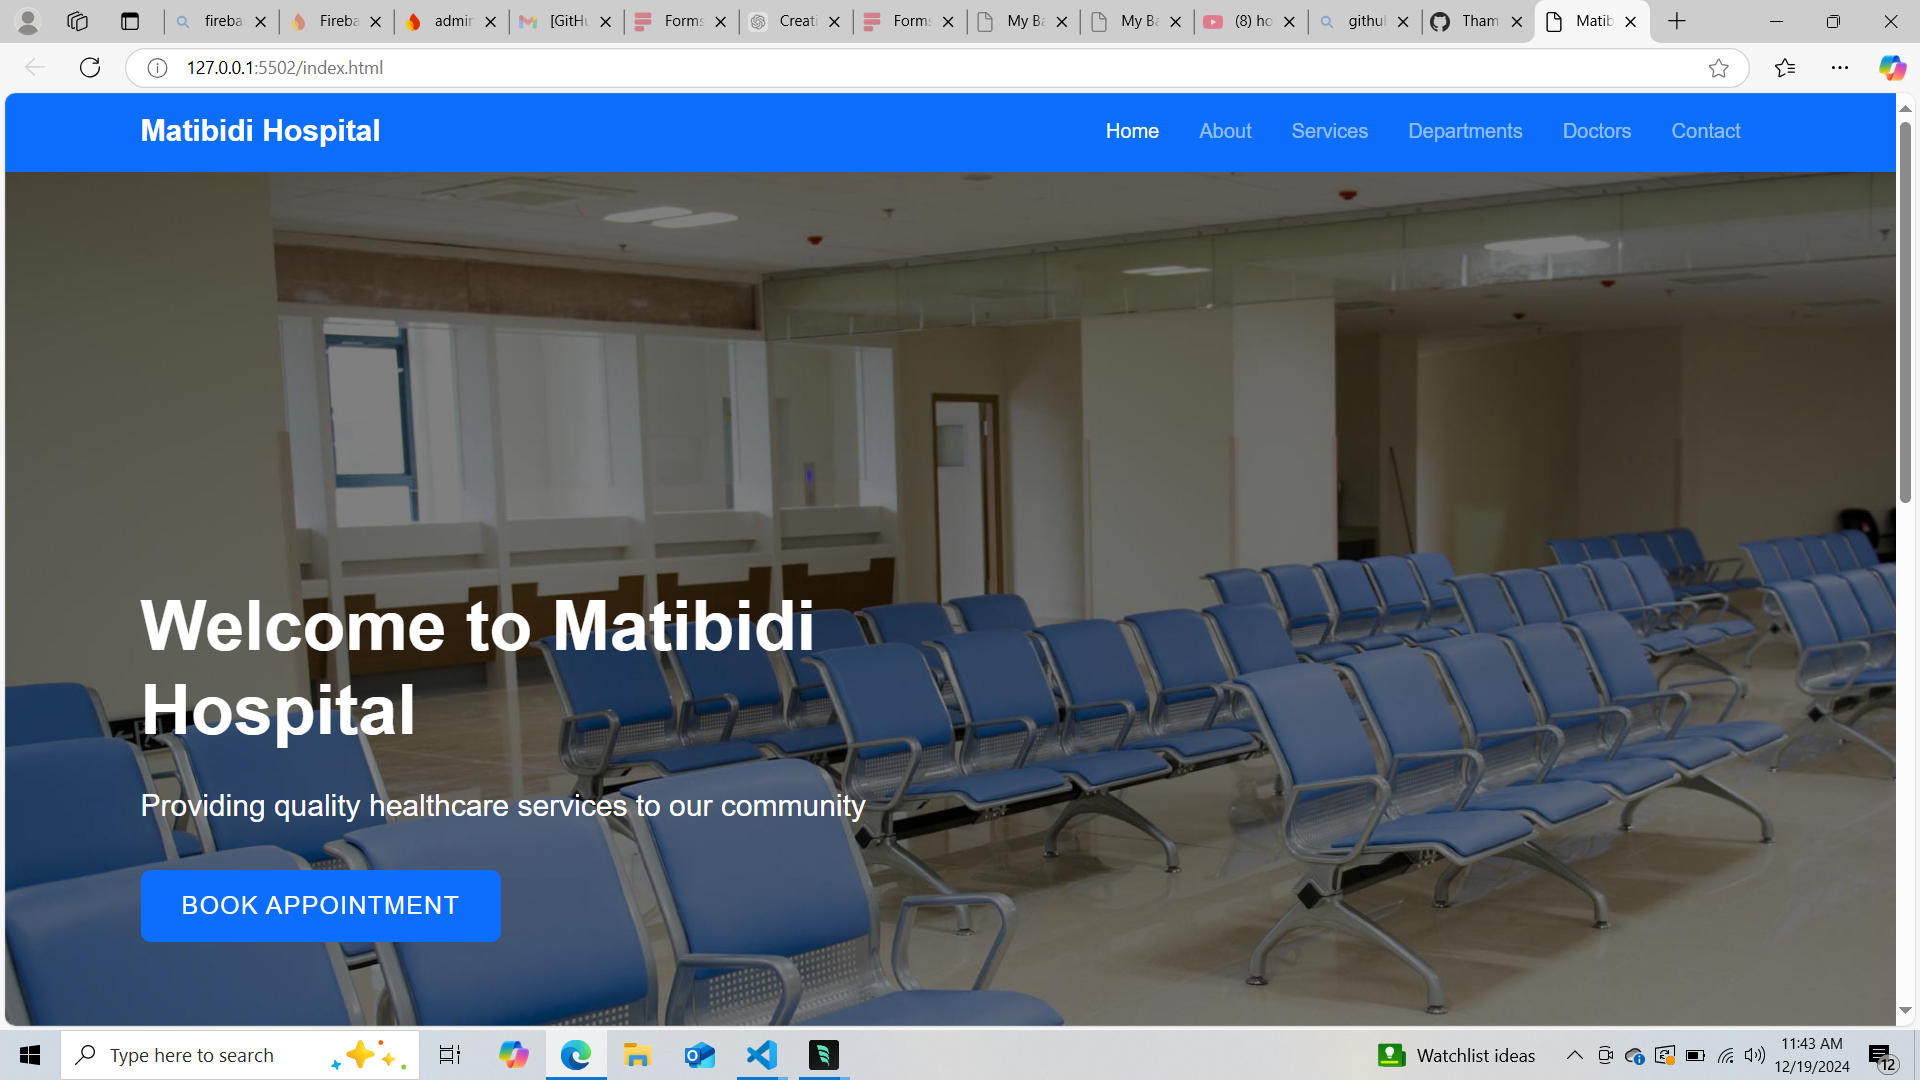 fireba
Fireba
admin
[GitHu
Forms
Creati
Forms
My Ba
My Ba
(8) ho
github
Tham
Matib
127.0.0.1:5502/index.html
Matibidi Hospital
Home
About
Services
Departments
Doctors
Contact
Welcome to Matibidi
Hospital
Providing quality healthcare services to our community
BOOK APPOINTMENT
Type here to search
Watchlist ideas
11:43 AM
12/19/2024
12